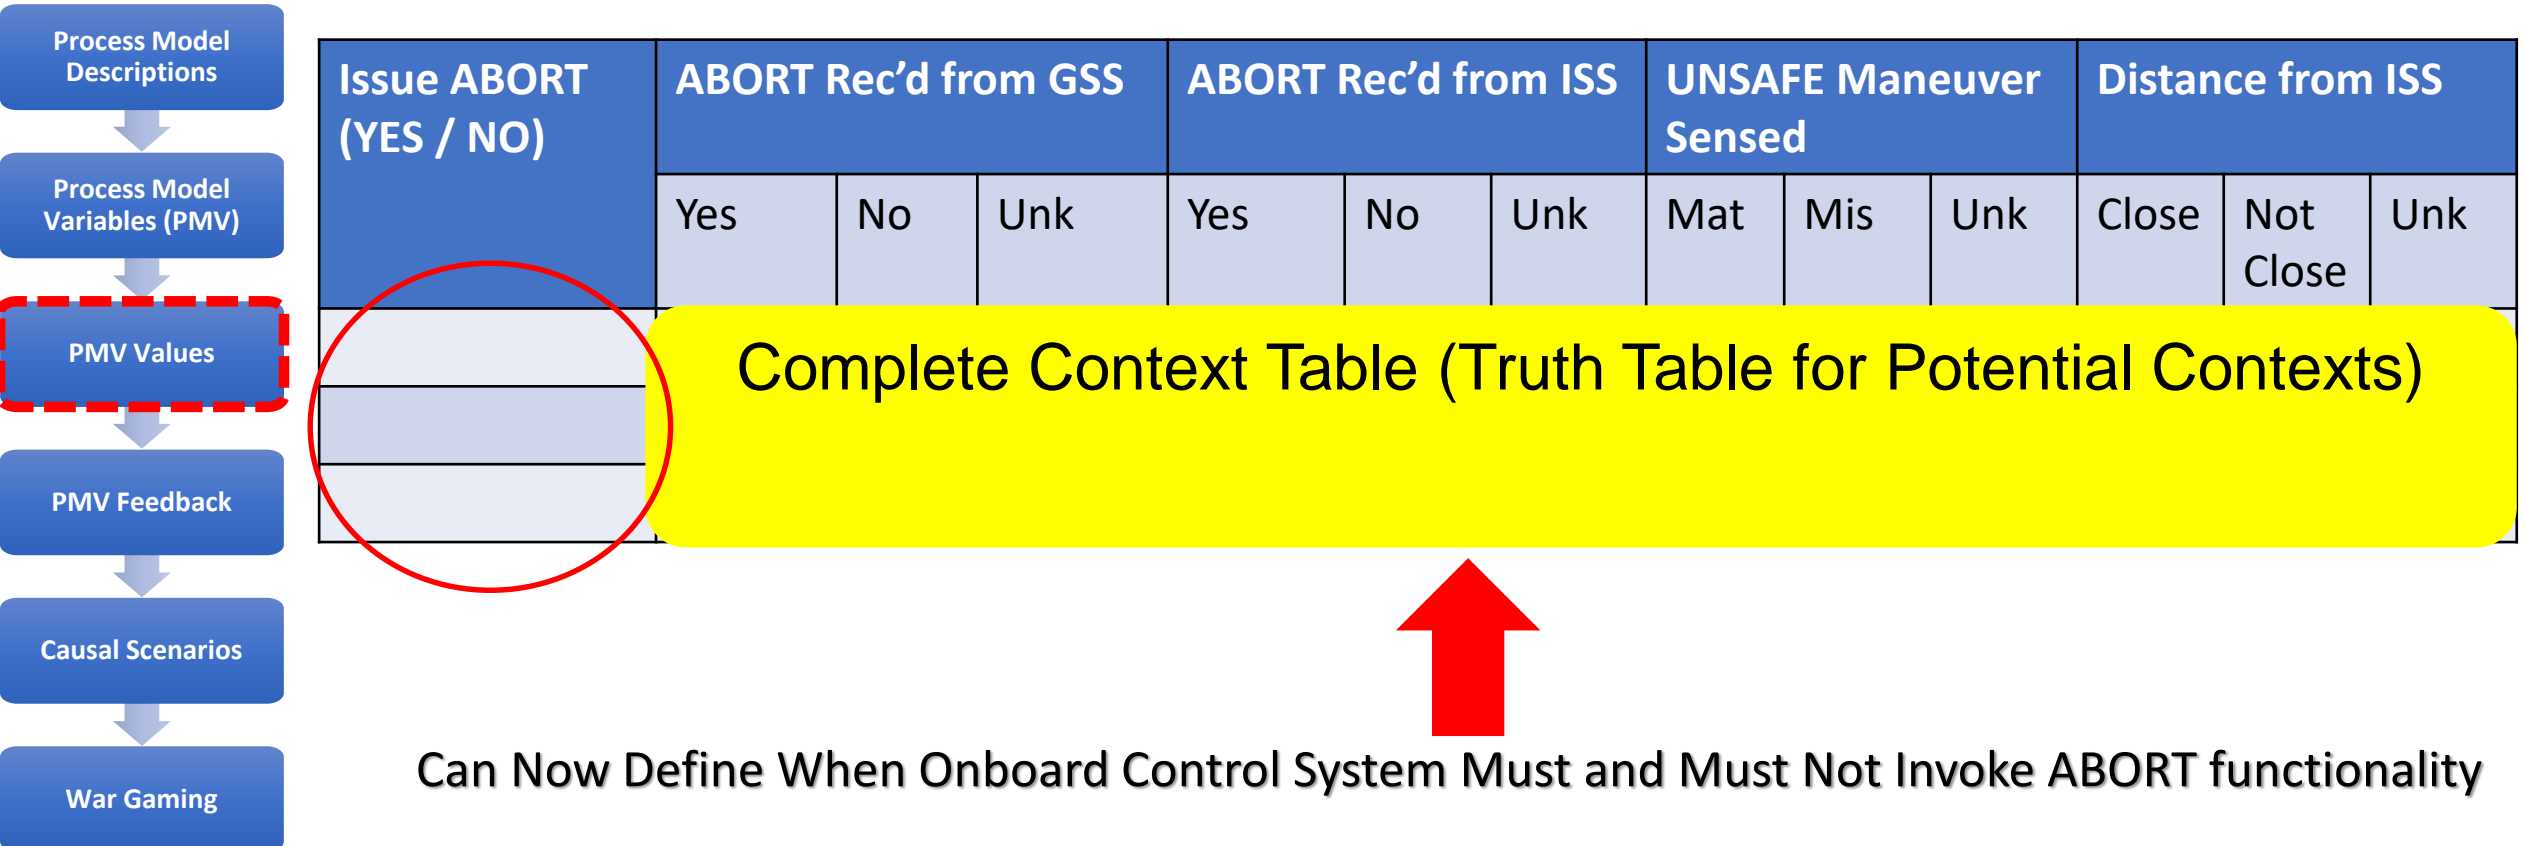 Process Model
Descriptions
Process Model
Variables (PMV)
PMV Values
PMV Feedback
Causal Scenarios
War Gaming
Issue ABORT
(YES / NO)
ABORT Rec’d from GSS
ABORT Rec’d from ISS
UNSAFE Maneuver
Sensed
Distance from ISS
Yes
No
Unk
Yes
No
Unk
Mat
Mis
Unk
Close
Not
Close
Unk
Complete Context Table (Truth Table for Potential Contexts)
Can Now Define When Onboard Control System Must and Must Not Invoke ABORT functionality